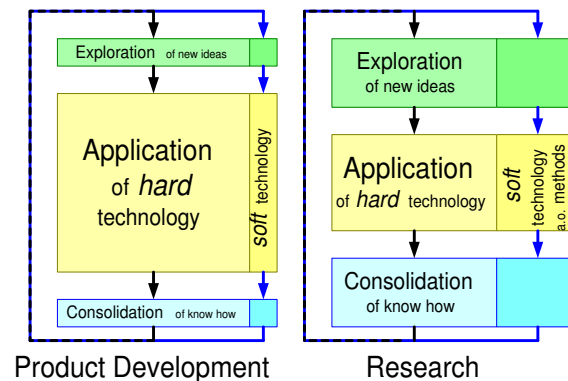 Exploration of new ideas
Application
of hard
technology
soft technology
Consolidation of know how
Product Development
Exploration
of new ideas
Application
of hard technology
soft
technology
a.o. methods
Consolidation
of know how
Research